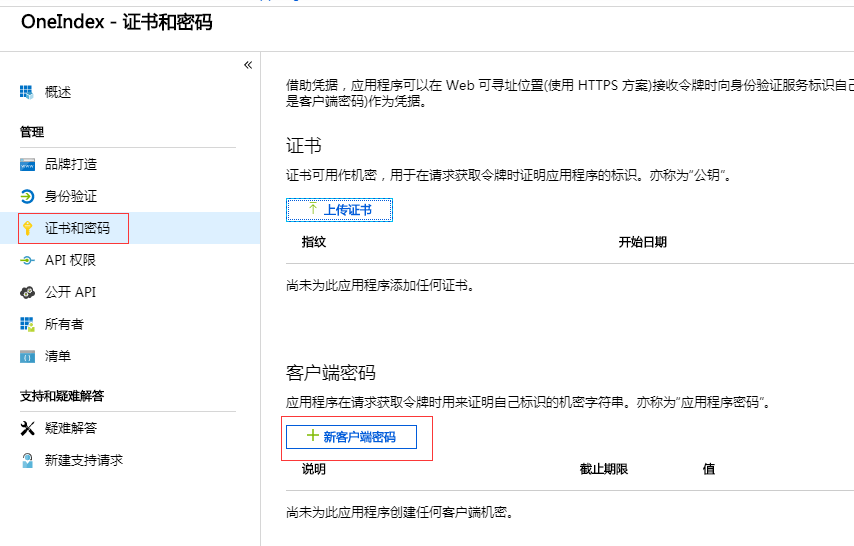 OneIndex - 证书和密码
«
概述
管理
品牌打造
身份验证
证书和密码
API 权限
公开 API
所有者
清单
支持和疑难解答
疑难解答
新建支持请求
借助凭据，应用程序可以在 Web 可寻址位置(使用 HTTPS 方案)接收令牌时向身份验证服务标识自己
是客户端密码)作为凭据。
证书
证书可用作机密，用于在请求获取令牌时证明应用程序的标识。亦称为“公钥”。
上传证书
指纹 开始日期
尚未为此应用程序添加任何证书。
客户端密码
应用程序在请求获取令牌时用来证明自己标识的机密字符串。亦称为“应用程序密码”。
新客户端密码
说明 截止期限 值
尚未为此应用程序创建任何客户端机密。